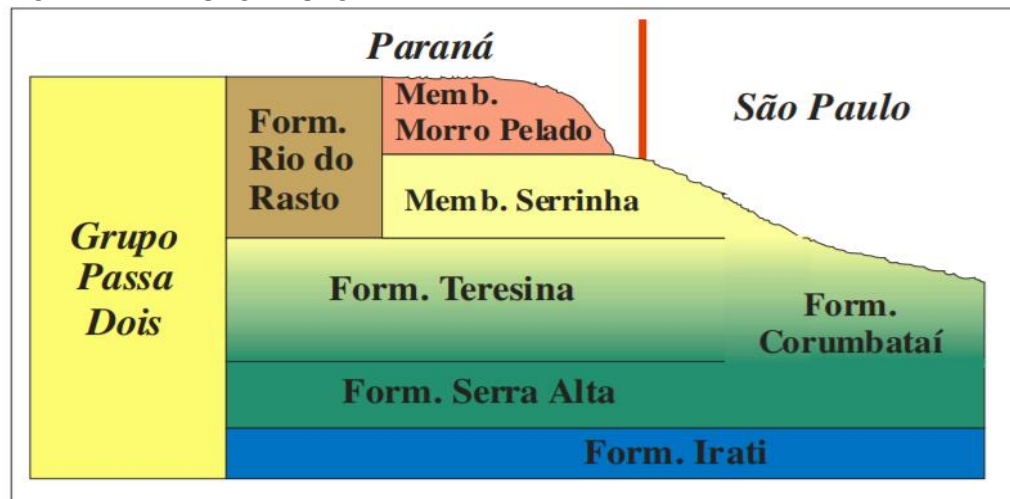 Paraná
São Paulo
Grupo
Passa
Dois
Form.
Rio do
Rasto
Memb.
Morro Pelado
Memb. Serrinha
Form. Teresina
Form.
Corumbataí
Form. Serra Alta
Form. Irati